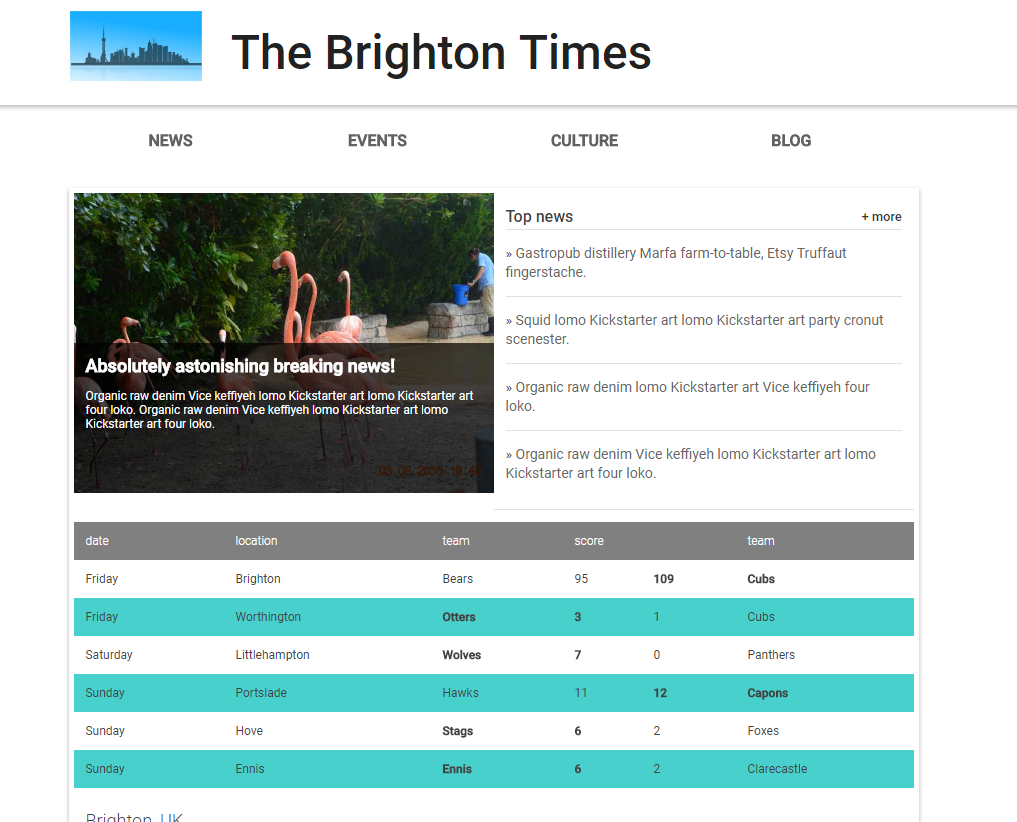 The Brighton Times
NEWS EVENTS CULTURE BLOG
Absolutely astonishing breaking news!
Organic raw denim Vice keffiyeh lomo Kickstarter art lomo Kickstarter art
four loko. Organic raw denim Vice keffiyeh lomo Kickstarter art lomo
Kickstarter art four loko.
Top news + more
» Gastropub distillery Marfa farm-to-table, Etsy Truffaut
fingerstache.
» Squid lomo Kickstarter art lomo Kickstarter art party cronut
scenester.
» Organic raw denim lomo Kickstarter art Vice keffiyeh four
loko.
» Organic raw denim Vice keffiyeh lomo Kickstarter art lomo
Kickstarter art four loko.
date location team score team
Friday Brighton Bears 95 109 Cubs
Friday Worthington Otters 3 1 Cubs
Saturday Littlehampton Wolves 7 0 Panthers
Sunday Portslade Hawks 11 12 Capons
Sunday Hove Stags 6 2 Foxes
Sunday Ennis Ennis 6 2 Clarecastle
Brighton, UK